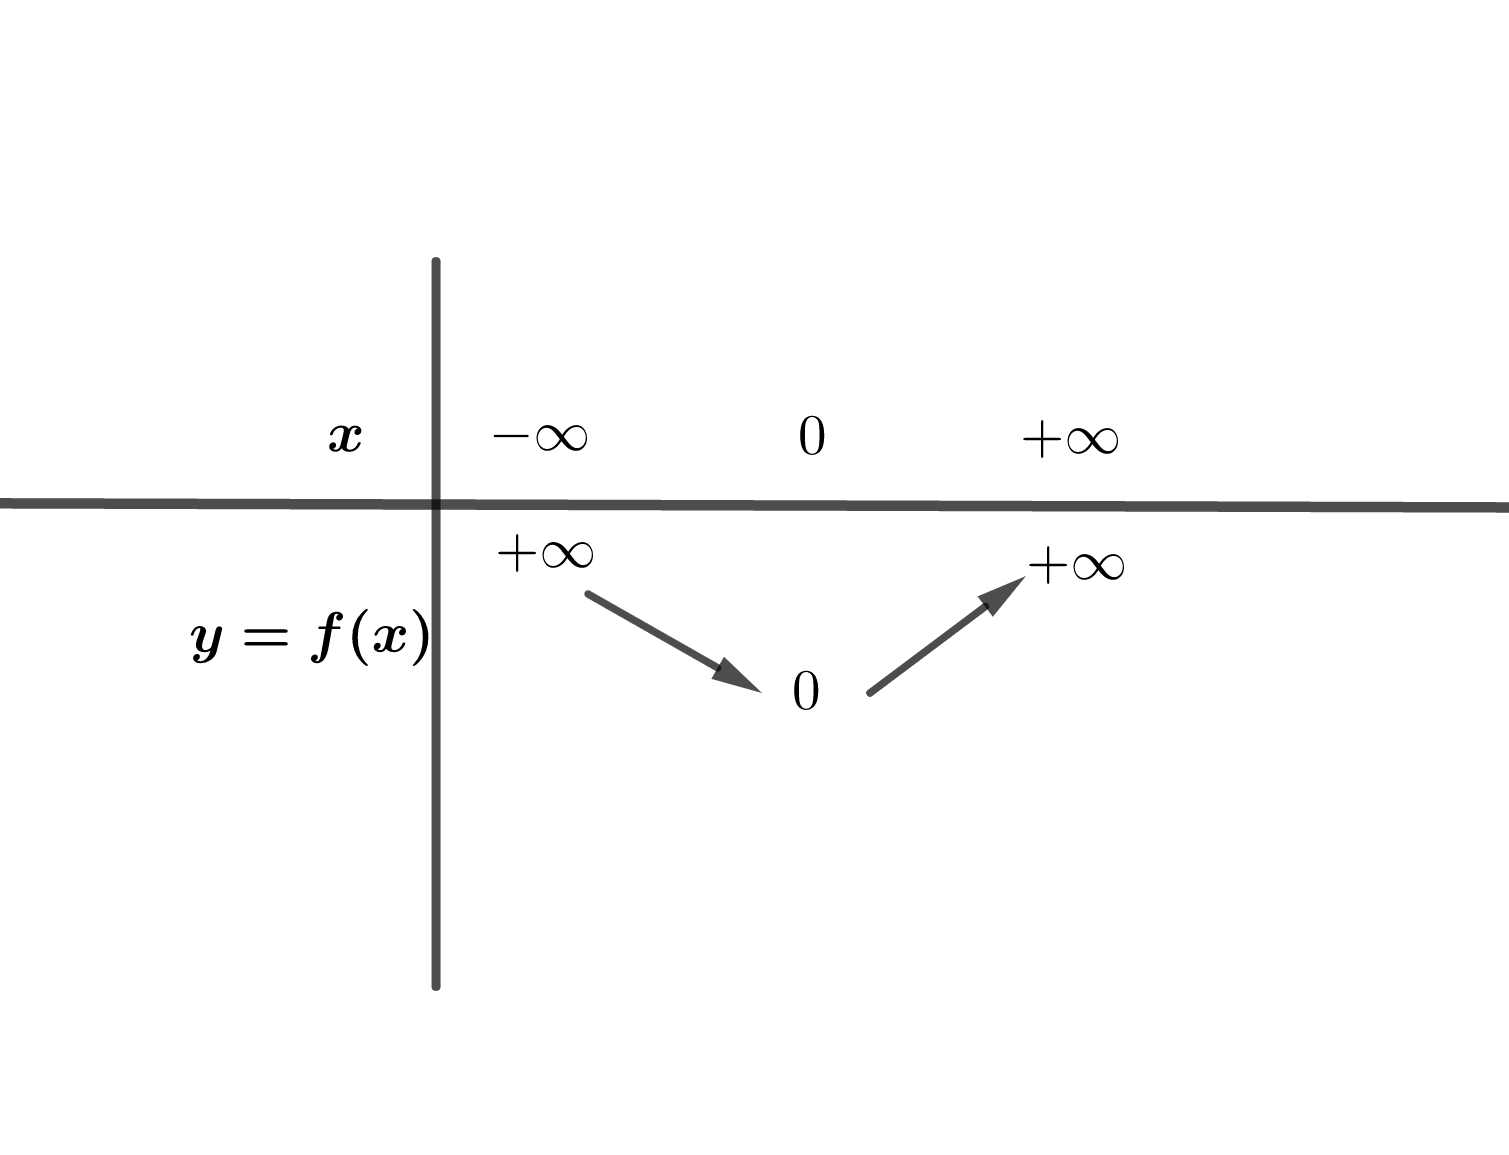 x −∞ 0 +∞
+∞ +∞
y = f(x)
0